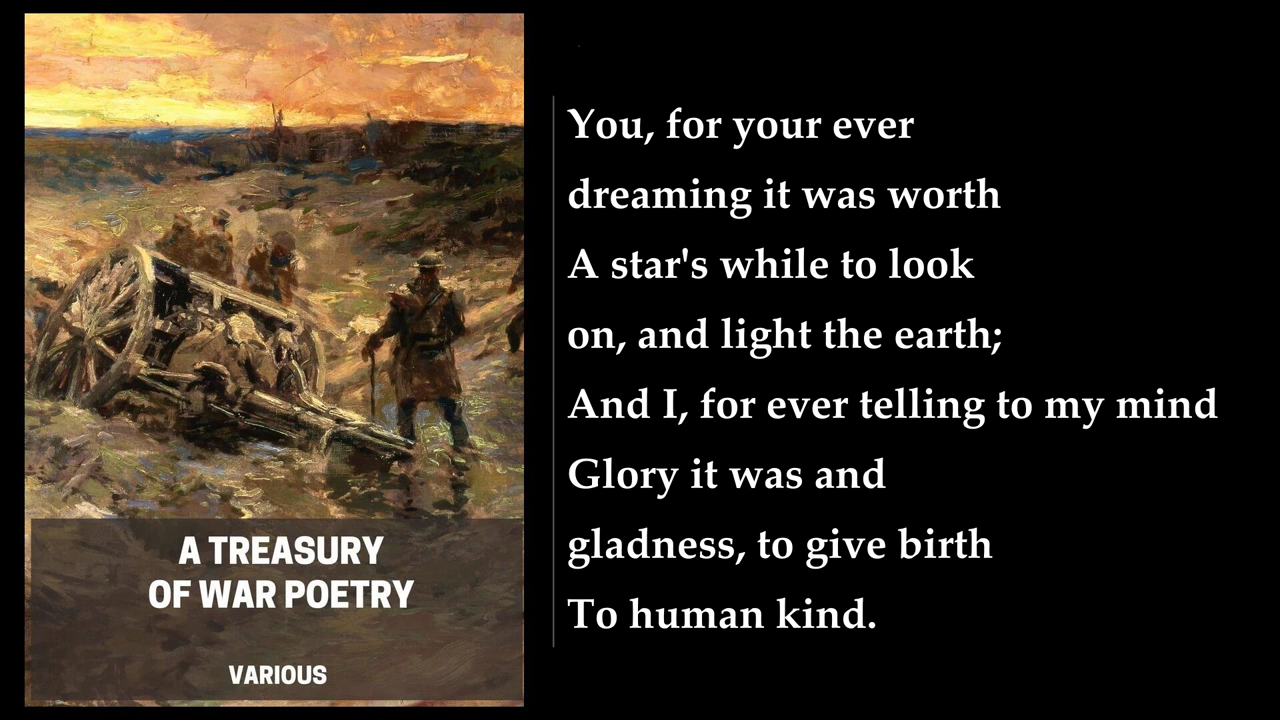 A TREASURY
OF WAR POETRY
VARIOUS
You, for your ever
dreaming it was worth
A star's while to look
on, and light the earth;
And I, for ever telling to my mind
Glory it was and
gladness, to give birth
To human kind.